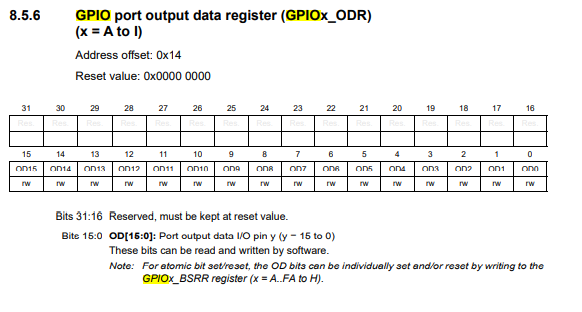 8.5.6 GPIO port output data register (GPIOx_ODR)
(x = A to I)
Address offset: 0x14
Reset value: 0x0000 0000
31 30 29 28 27 26 25 24 23 22 21 20 19 18 17 16
Res. Res. Res. Res. Res. Res. Res. Res. Res. Res. Res. Res. Res. Res. Res. Res.
15 14 13 12 11 10 9 8 7 6 5 4 3 2 1 0
OD15 OD14 OD13 OD12 OD11 OD10 OD9 OD8 OD7 OD6 OD5 OD4 OD3 OD2 OD1 OD0
rw rw rw rw rw rw rw rw rw rw rw rw rw rw rw rw
Bits 31:16 Reserved, must be kept at reset value.
Bits 15:0 OD[15:0]: Port output data I/O pin y (y = 15 to 0)
These bits can be read and written by software.
Note: For atomic bit set/reset, the OD bits can be individually set and/or reset by writing to the
GPIOx_BSRR register (x = A..FA to H).